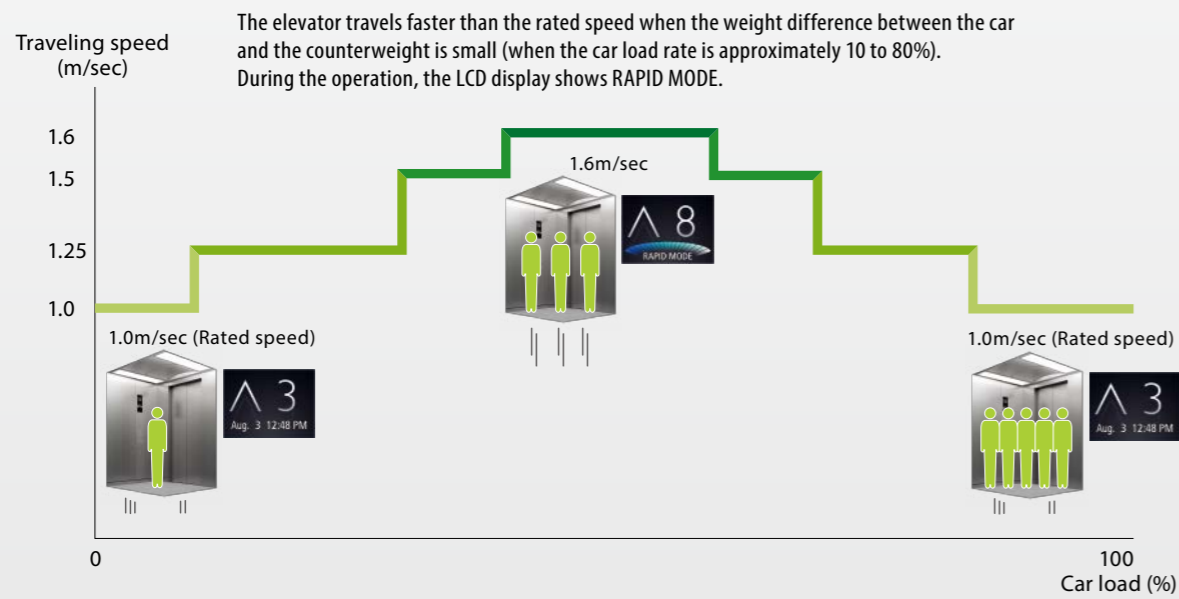 The elevator travels faster than the rated speed when the weight difference between the car
and the counterweight is small (when the car load rate is approximately 10 to 80%).
During the operation, the LCD display shows RAPID MODE.
Traveling speed
(m/sec)
1.6
1.5
1.25
1.0
1.6m/sec
8
RAPID MODE
1.0m/sec (Rated speed)
3
Aug. 3 12:48 PM
1.0m/sec (Rated speed)
3
Aug. 3 12:48 PM
0
100
Car load (%)